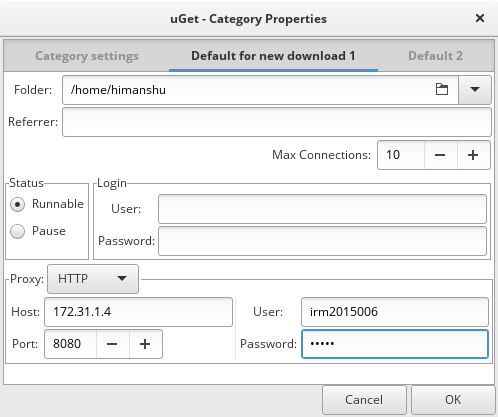 uGet - Category Properties
Category settings Default for new download 1 Default 2
Folder: /home/himanshu
Referrer:
Max Connections: 10
Status Login
Runnable User:
Pause Password:
Proxy: HTTP
Host: 172.31.1.4 User: irm2015006
Port: 8080 Password: •••••
Cancel OK